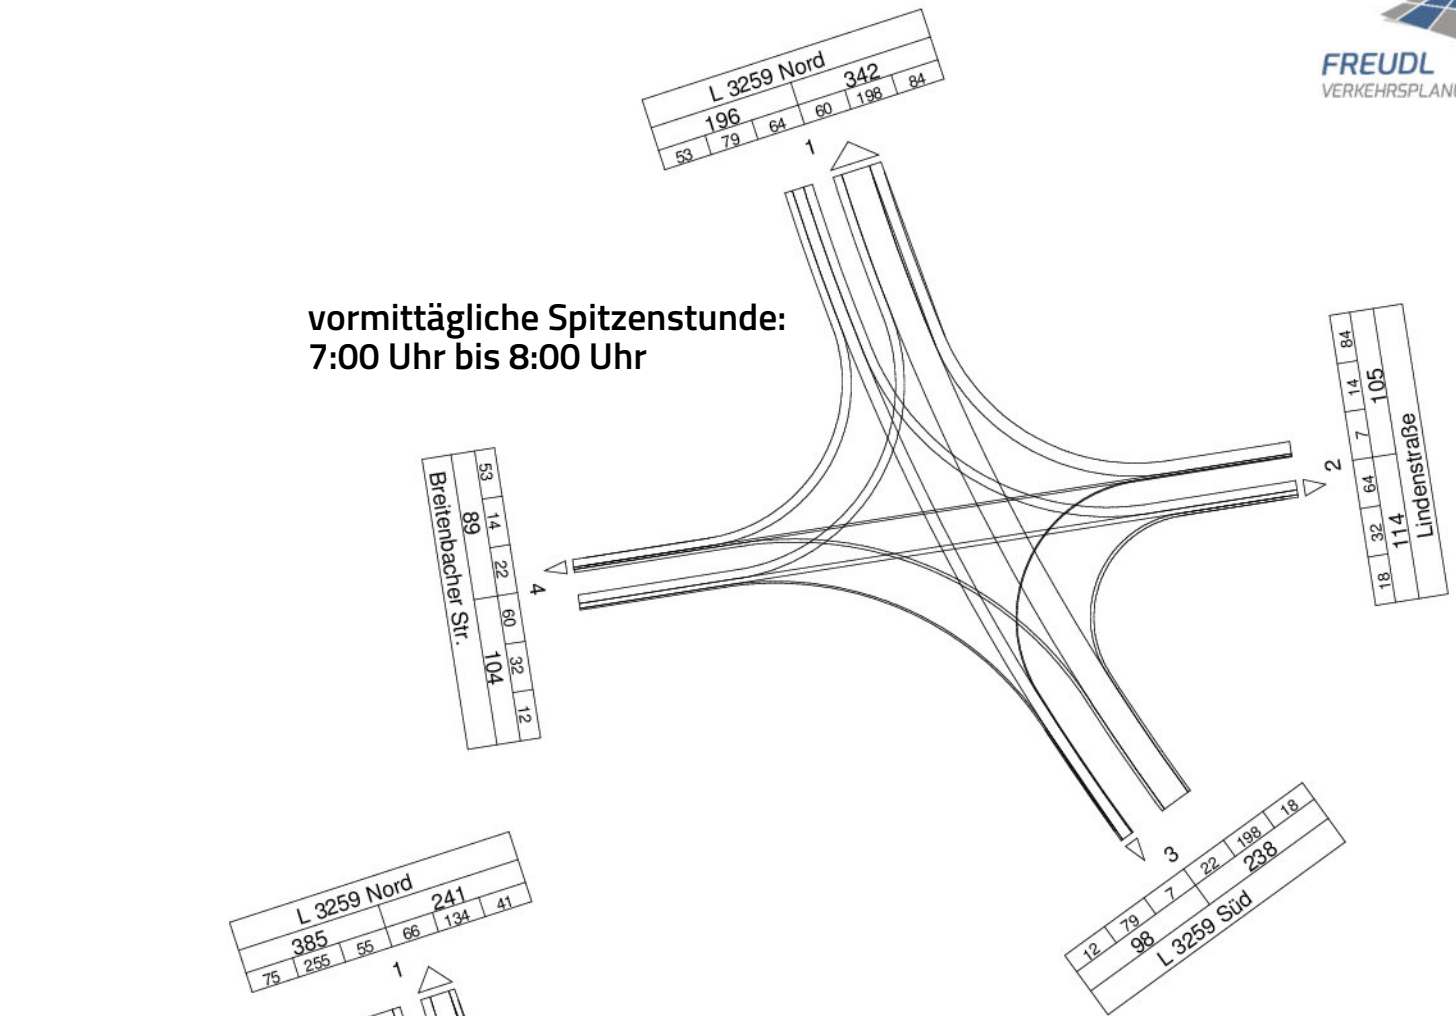 FREUDL
L 3259 Nord
196 342
53 79 64 60 198 84
1
vormittägliche Spitzenstunde:
7:00 Uhr bis 8:00 Uhr
84 14 7 64 32 18
105 114
Lindenstraße
2
53 14 22 60 32 12
89 104
Breitenbacher Str.
4
3
12 79 7 22 198 18
98 238
L 3259 Süd
L 3259 Nord
385 241
75 255 55 66 134 41
1